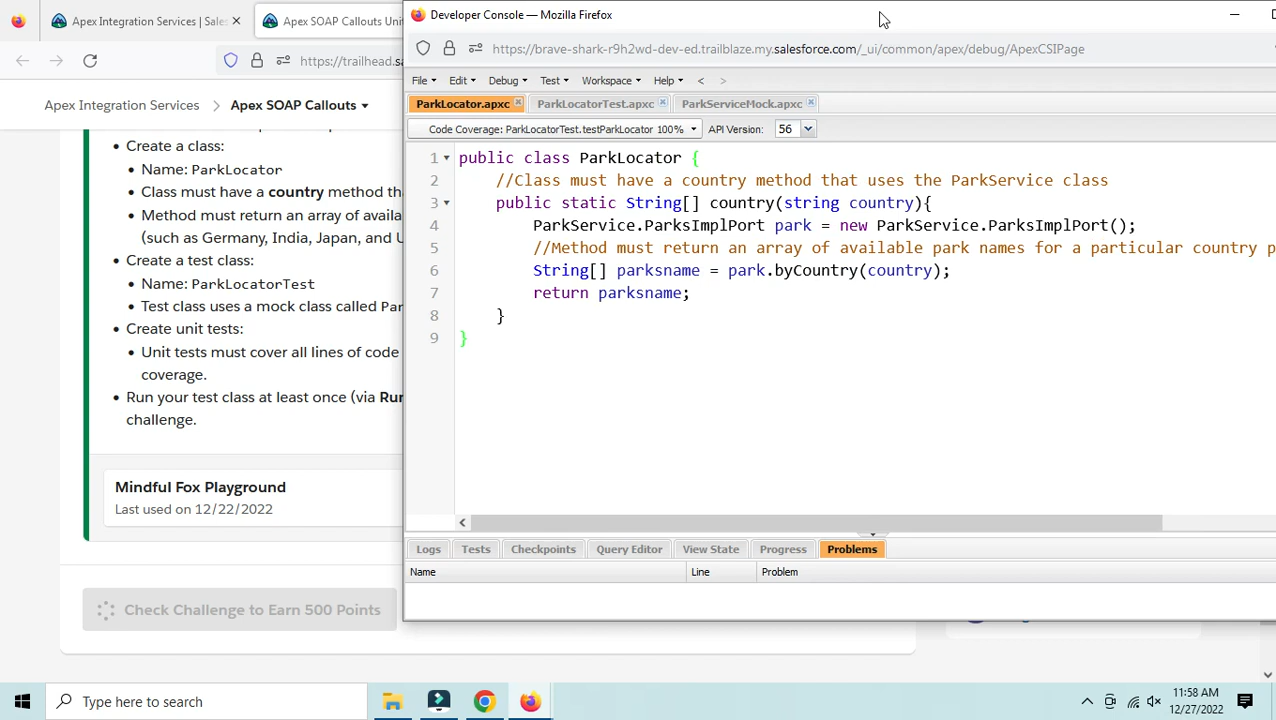 Apex Integration Services | Sales
Apex SOAP Callouts Uni
https://trailhead.sa
Apex Integration Services
Apex SOAP Callouts
• Create a class:
• Name: ParkLocator
• Class must have a country method tha
• Method must return an array of availa
(such as Germany, India, Japan, and U
• Create a test class:
• Name: ParkLocatorTest
• Test class uses a mock class called Par
• Create unit tests:
• Unit tests must cover all lines of code
coverage.
• Run your test class at least once (via Run
challenge.
Mindful Fox Playground
Last used on 12/22/2022
Check Challenge to Earn 500 Points
Developer Console — Mozilla Firefox
https://brave-shark-r9h2wd-dev-ed.trailblaze.my.salesforce.com/_ui/common/apex/debug/ApexCSIPage
File Edit Debug Test Workspace Help < >
ParkLocator.apxc ParkLocatorTest.apxc ParkServiceMock.apxc
Code Coverage: ParkLocatorTest.testParkLocator 100% API Version: 56
1 public class ParkLocator {
2 //Class must have a country method that uses the ParkService class
3 public static String[] country(string country){
4 ParkService.ParksImplPort park = new ParkService.ParksImplPort();
5 //Method must return an array of available park names for a particular country p
6 String[] parksname = park.byCountry(country);
7 return parksname;
8 }
9 }
Logs Tests Checkpoints Query Editor View State Progress Problems
Name Line Problem
Type here to search
11:58 AM
12/27/2022